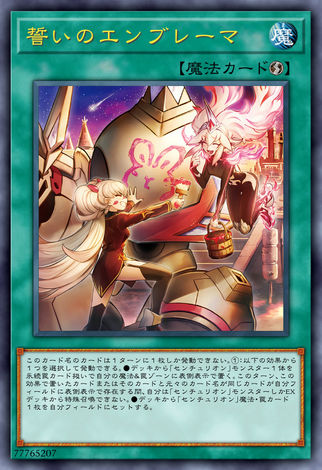 誓いのエンブレーマ
魔
【魔法カード】
このカード名のカードは1ターンに1枚しか発動できない。①:以下の効果から
1つを選択して発動できる。●デッキから「センチュリオン」モンスター1体を
永続罠カード扱いで自分の魔法&罠ゾーンに表側表示で置く。このターン、この
効果で置いたカードまたはそのカードと元々のカード名が同じカードが自分フ
ィールドに表側表示で存在する間、自分は「センチュリオン」モンスターしかEX
デッキから特殊召喚できない。●デッキから「センチュリオン」魔法・罠カード
1枚を自分フィールドにセットする。
77765207